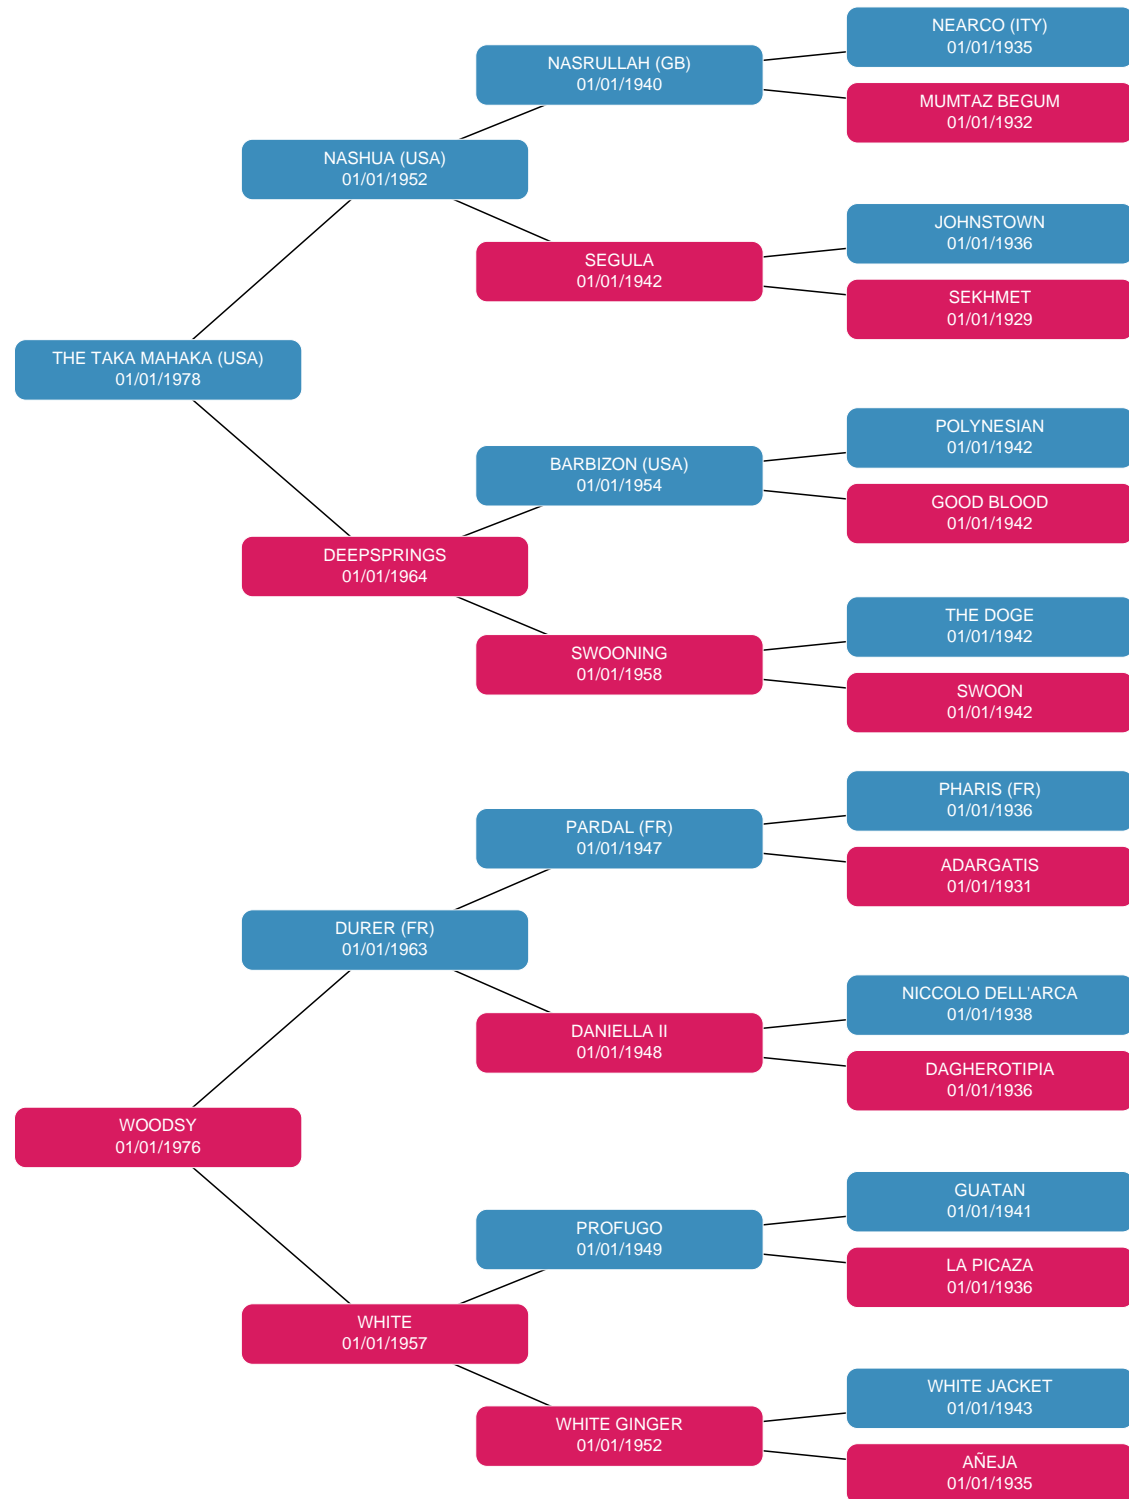 NEARCO (ITY)
01/01/1935
NASRULLAH (GB)
01/01/1940
MUMTAZ BEGUM
01/01/1932
NASHUA (USA)
01/01/1952
JOHNSTOWN
01/01/1936
SEGULA
01/01/1942
SEKHMET
01/01/1929
THE TAKA MAHAKA (USA)
01/01/1978
POLYNESIAN
01/01/1942
BARBIZON (USA)
01/01/1954
GOOD BLOOD
01/01/1942
DEEPSPRINGS
01/01/1964
THE DOGE
01/01/1942
SWOONING
01/01/1958
SWOON
01/01/1942
PHARIS (FR)
01/01/1936
PARDAL (FR)
01/01/1947
ADARGATIS
01/01/1931
DURER (FR)
01/01/1963
NICCOLO DELL'ARCA
01/01/1938
DANIELLA II
01/01/1948
DAGHEROTIPIA
01/01/1936
WOODSY
01/01/1976
GUATAN
01/01/1941
PROFUGO
01/01/1949
LA PICAZA
01/01/1936
WHITE
01/01/1957
WHITE JACKET
01/01/1943
WHITE GINGER
01/01/1952
AÑEJA
01/01/1935